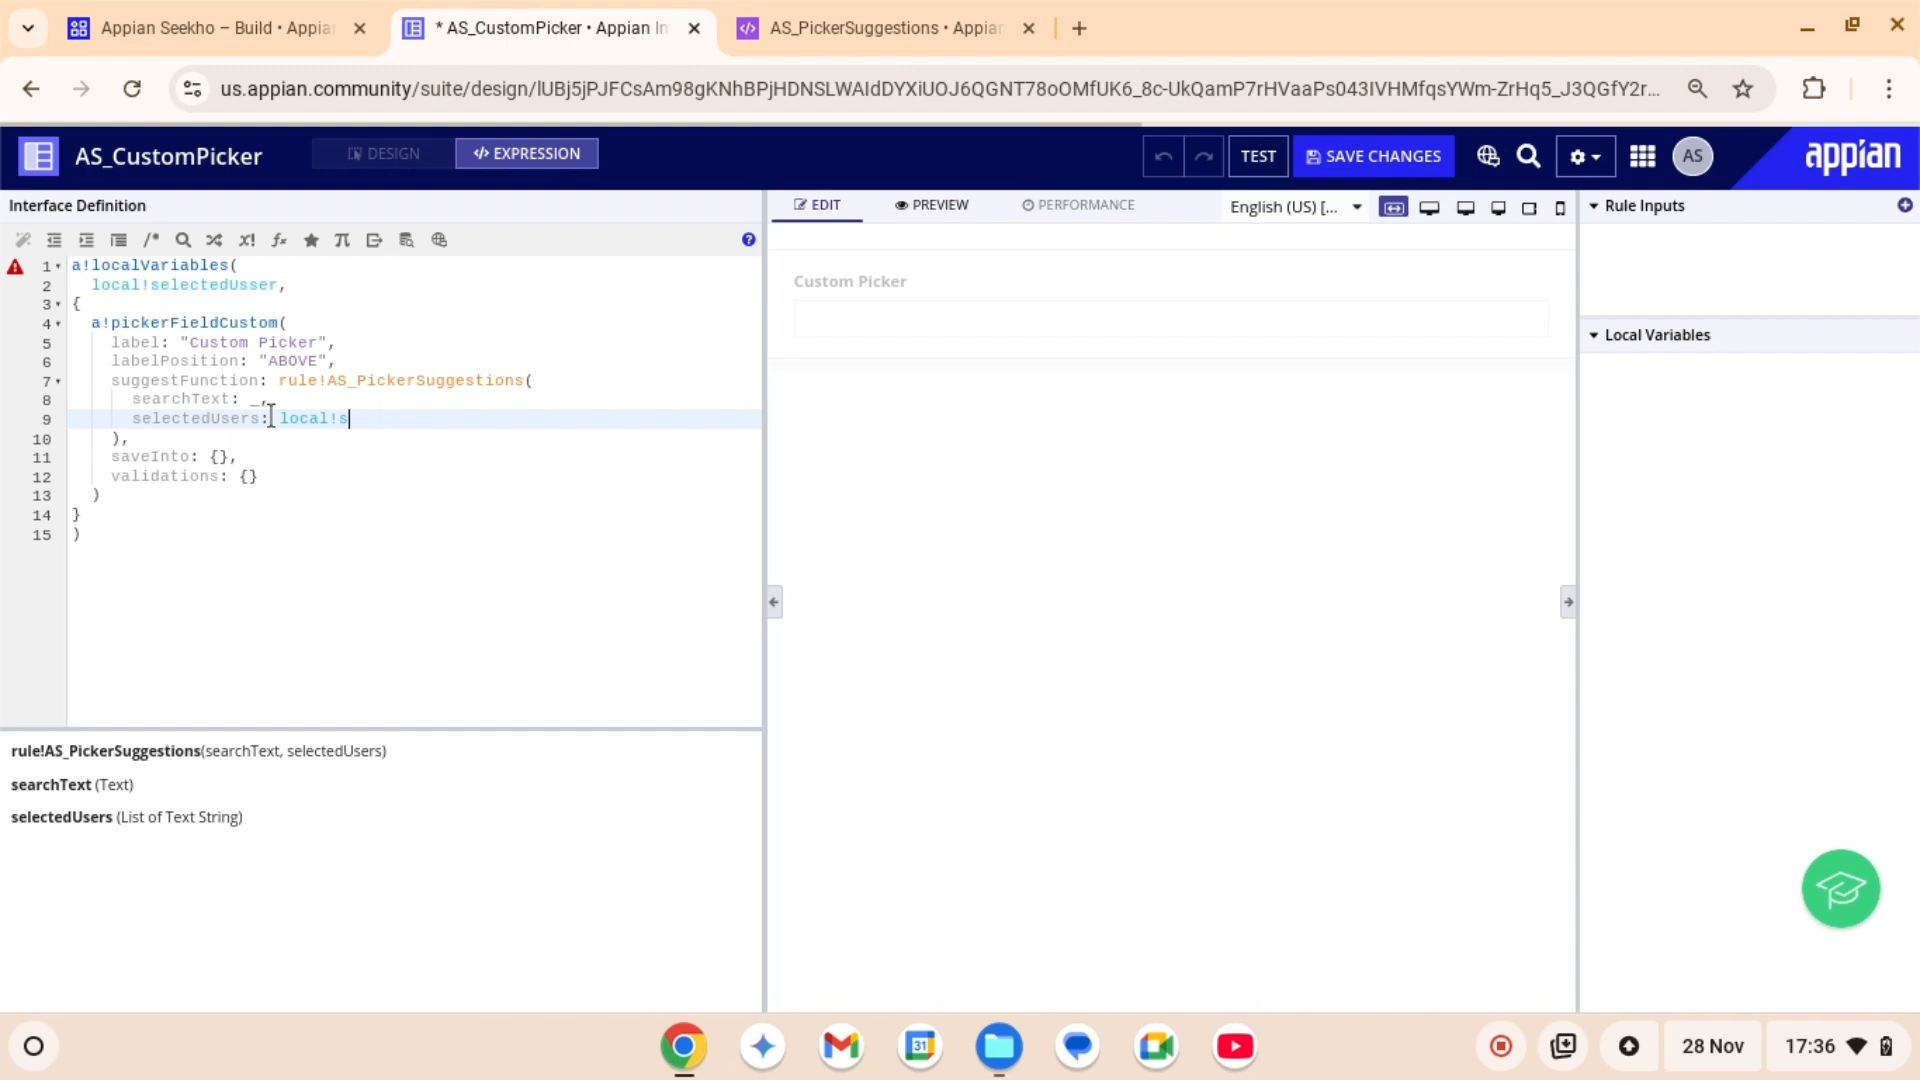 Appian Seekho – Build • Appia
* AS_CustomPicker • Appian In
AS_PickerSuggestions • Appian
us.appian.community/suite/design/lUBj5jPJFCsAm98gKNhBPjHDNSLWAIdDYXiUOJ6QGNT78oOMfUK6_8c-UkQamP7rHVaaPs043IVHMfqsYWm-ZrHq5_J3QGfY2r...
AS_CustomPicker
DESIGN
</> EXPRESSION
TEST
SAVE CHANGES
AS
appian
Interface Definition
EDIT
PREVIEW
PERFORMANCE
English (US) [...
Rule Inputs
1 a!localVariables(
2 local!selectedUsser,
3 {
4 a!pickerFieldCustom(
5 label: "Custom Picker",
6 labelPosition: "ABOVE",
7 suggestFunction: rule!AS_PickerSuggestions(
8 searchText: _,
9 selectedUsers: local!s
10 ),
11 saveInto: {},
12 validations: {}
13 )
14 }
15 )
Custom Picker
Local Variables
rule!AS_PickerSuggestions(searchText, selectedUsers)
searchText (Text)
selectedUsers (List of Text String)
31
28 Nov
17:36